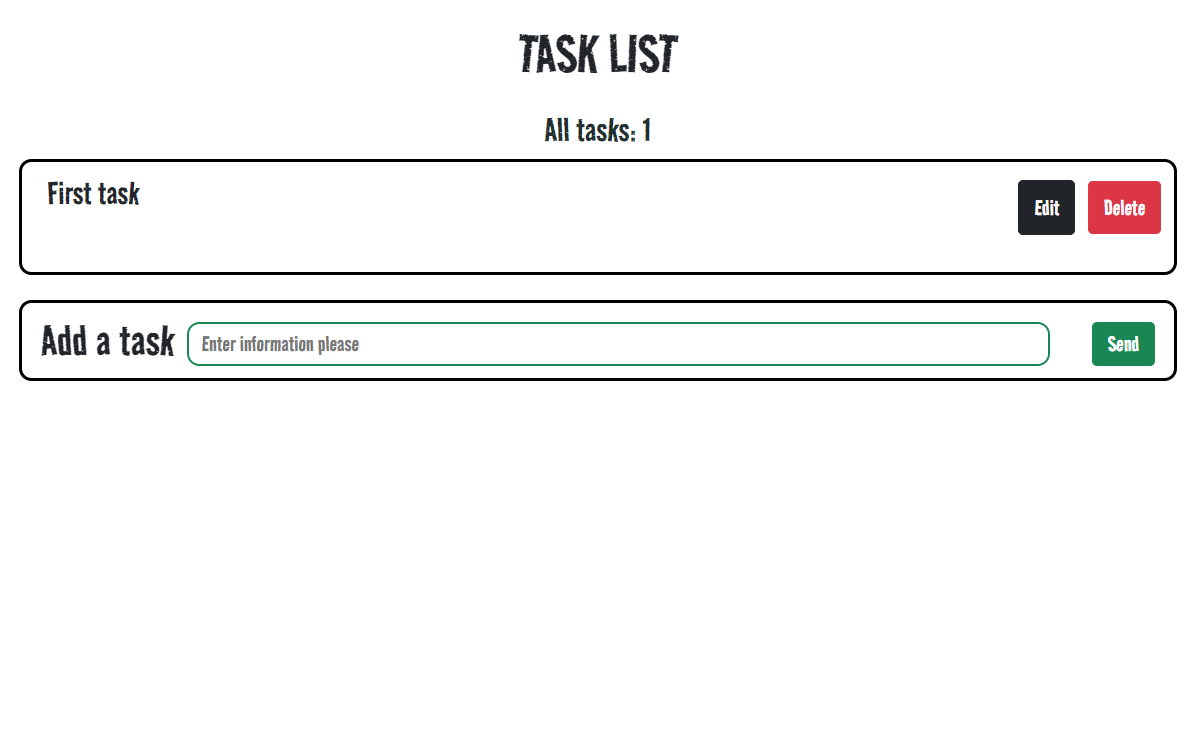 TASK LIST
All tasks: 1
First task
Edit
Delete
Add a task
Enter information please
Send